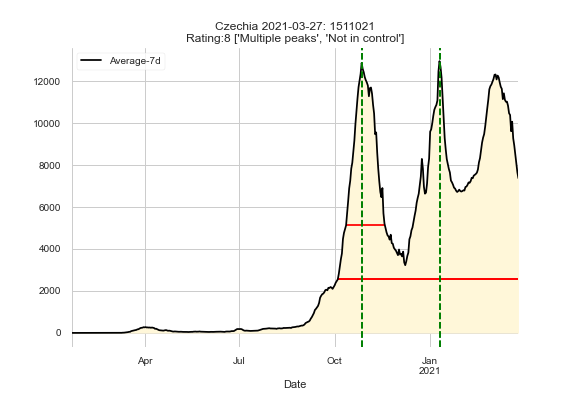 Czechia 2021-03-27: 1511021
Rating:8 ['Multiple peaks', 'Not in control']
Average-7d
12000
10000
8000
6000
4000
2000
0
Apr
Jul
Oct
Jan
2021
Date